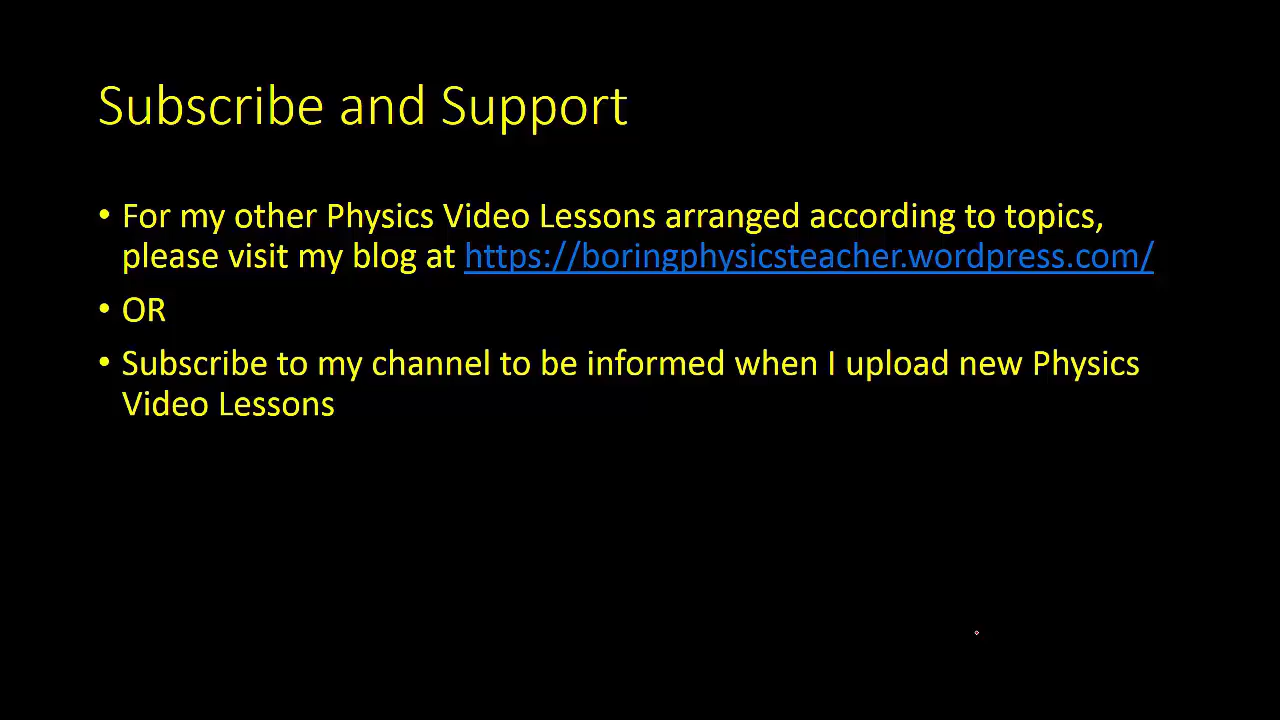 Subscribe and Support
• For my other Physics Video Lessons arranged according to topics,
please visit my blog at https://boringphysicsteacher.wordpress.com/
• OR
• Subscribe to my channel to be informed when I upload new Physics
Video Lessons